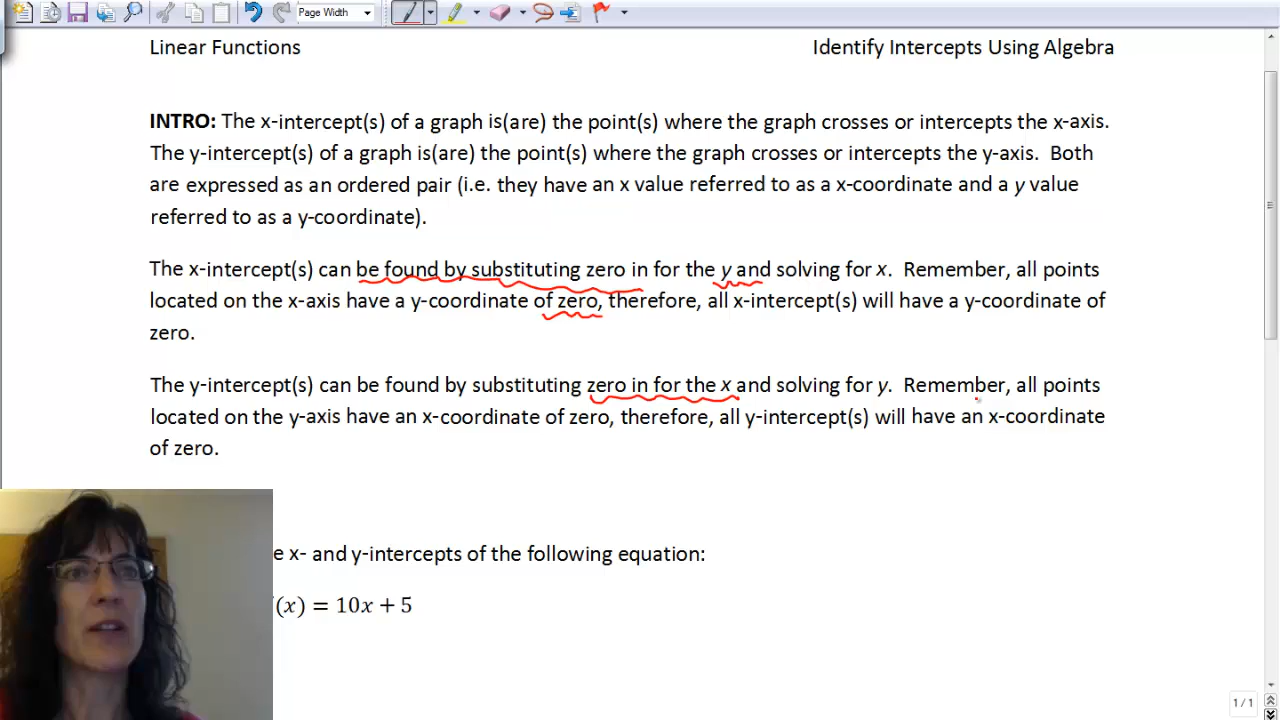 Page Width
Linear Functions
Identify Intercepts Using Algebra
INTRO: The x-intercept(s) of a graph is(are) the point(s) where the graph crosses or intercepts the x-axis.
The y-intercept(s) of a graph is(are) the point(s) where the graph crosses or intercepts the y-axis. Both
are expressed as an ordered pair (i.e. they have an x value referred to as a x-coordinate and a y value
referred to as a y-coordinate).
The x-intercept(s) can be found by substituting zero in for the y and solving for x. Remember, all points
located on the x-axis have a y-coordinate of zero, therefore, all x-intercept(s) will have a y-coordinate of
zero.
The y-intercept(s) can be found by substituting zero in for the x and solving for y. Remember, all points
located on the y-axis have an x-coordinate of zero, therefore, all y-intercept(s) will have an x-coordinate
of zero.
e x- and y-intercepts of the following equation:
(x) = 10x + 5
1 / 1